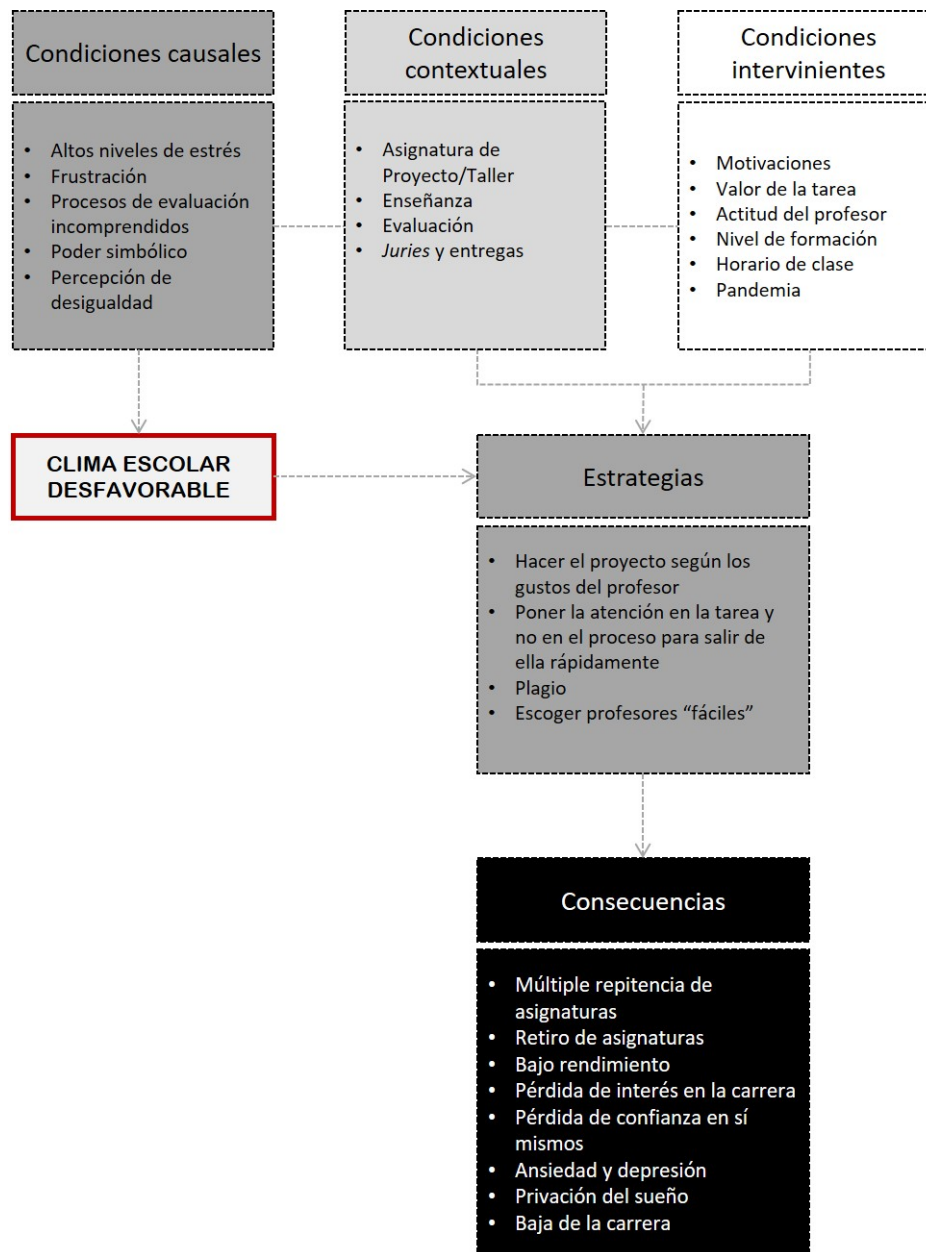 Condiciones causales
• Altos niveles de estrés
• Frustración
• Procesos de evaluación
incomprendidos
• Poder simbólico
• Percepción de
desigualdad
Condiciones
contextuales
• Asignatura de
Proyecto/Taller
• Enseñanza
• Evaluación
• Juries y entregas
Condiciones
intervinientes
• Motivaciones
• Valor de la tarea
• Actitud del profesor
• Nivel de formación
• Horario de clase
• Pandemia
CLIMA ESCOLAR
DESFAVORABLE
Estrategias
• Hacer el proyecto según los
gustos del profesor
• Poner la atención en la tarea y
no en el proceso para salir de
ella rápidamente
• Plagio
• Escoger profesores “fáciles”
Consecuencias
• Múltiple repitencia de
asignaturas
• Retiro de asignaturas
• Bajo rendimiento
• Pérdida de interés en la carrera
• Pérdida de confianza en sí
mismos
• Ansiedad y depresión
• Privación del sueño
• Baja de la carrera